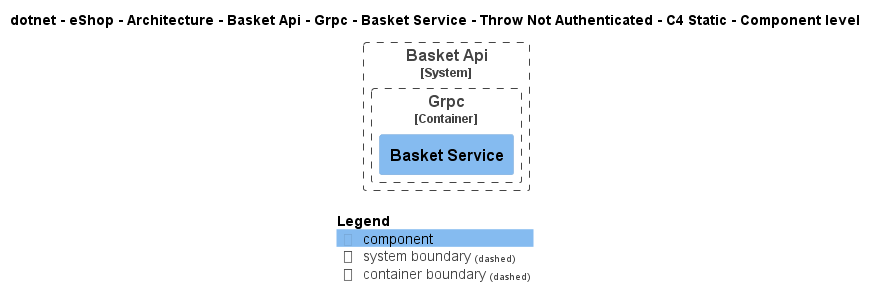 dotnet - eShop - Architecture - Basket Api - Grpc - Basket Service - Throw Not Authenticated - C4 Static - Component level
Basket Api
[System]
Grpc
[Container]
Basket Service
Legend
component
system boundary (dashed)
container boundary (dashed)